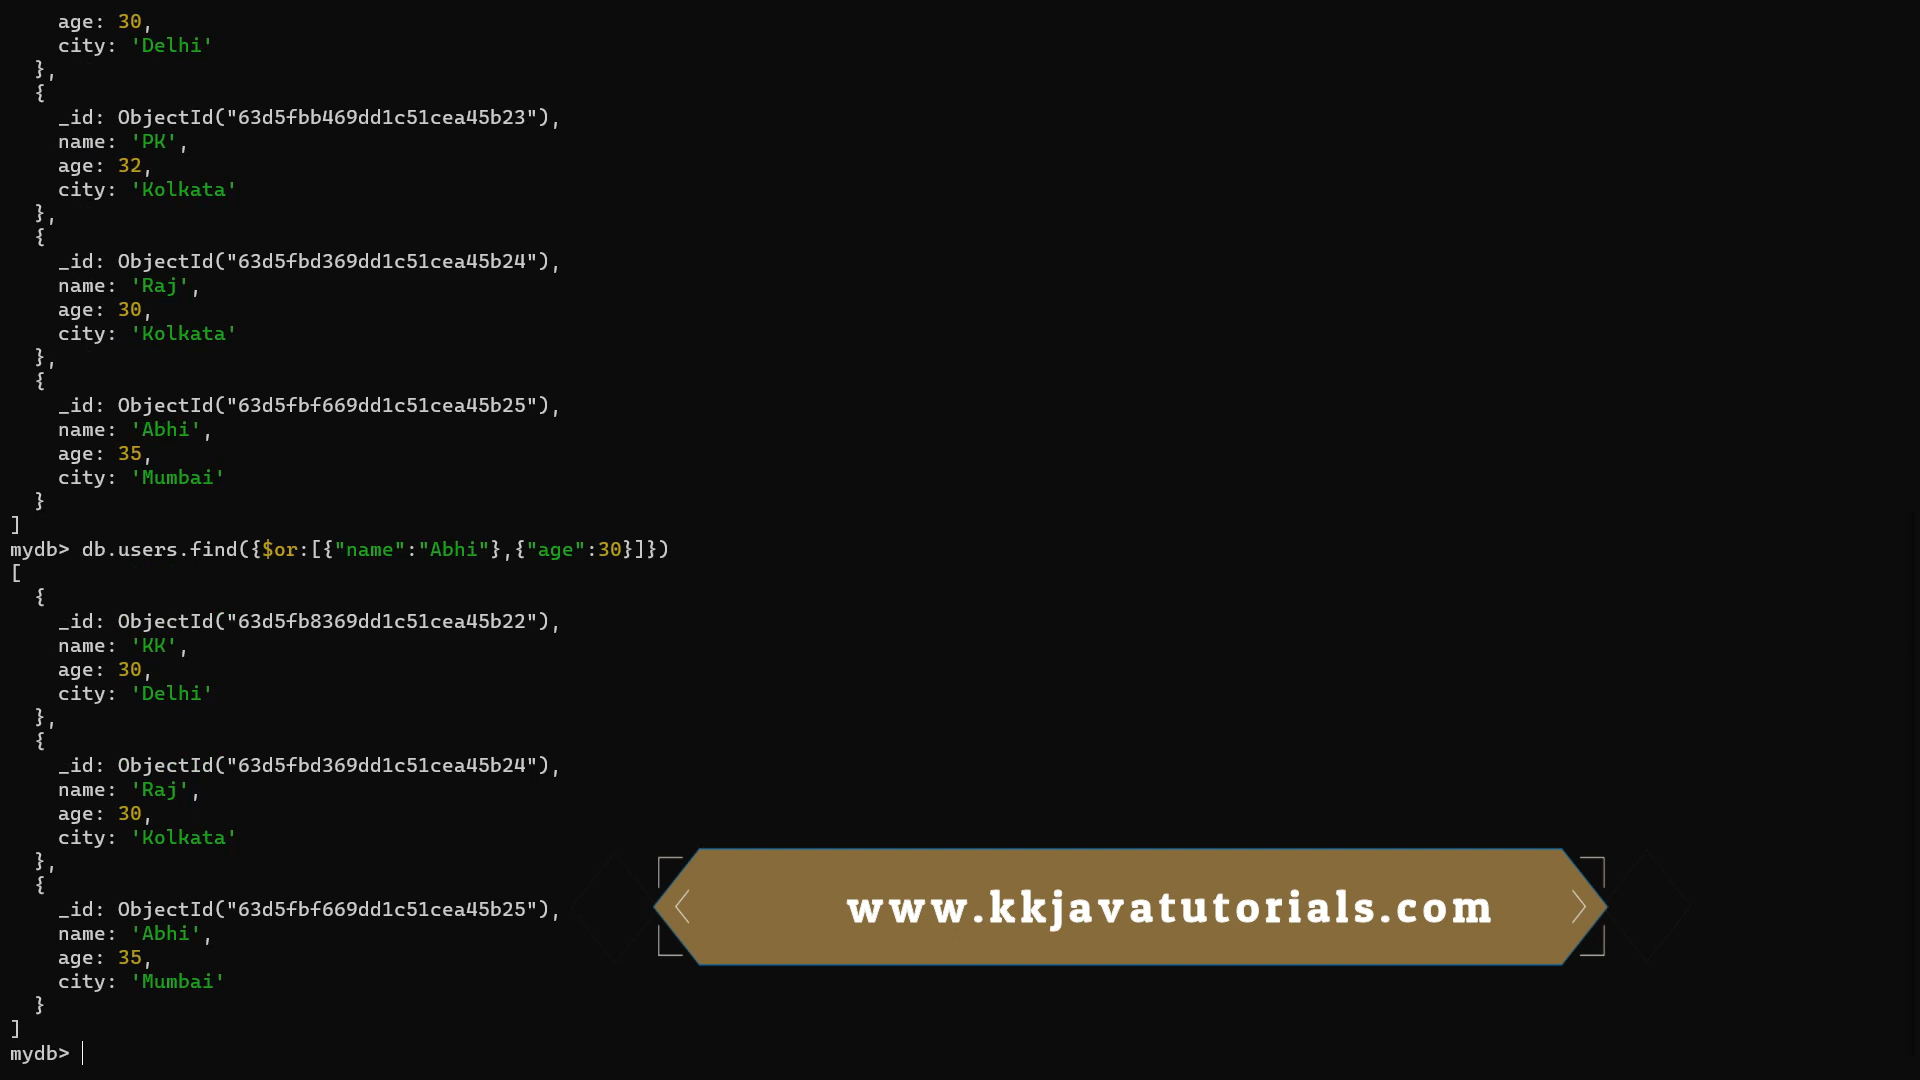 age: 30,
city: 'Delhi'
},
{
_id: ObjectId("63d5fbb469dd1c51cea45b23"),
name: 'PK',
age: 32,
city: 'Kolkata'
},
{
_id: ObjectId("63d5fbd369dd1c51cea45b24"),
name: 'Raj',
age: 30,
city: 'Kolkata'
},
{
_id: ObjectId("63d5fbf669dd1c51cea45b25"),
name: 'Abhi',
age: 35,
city: 'Mumbai'
}
]
mydb> db.users.find({$or:[{"name":"Abhi"},{"age":30}]})
[
{
_id: ObjectId("63d5fb8369dd1c51cea45b22"),
name: 'KK',
age: 30,
city: 'Delhi'
},
{
_id: ObjectId("63d5fbd369dd1c51cea45b24"),
name: 'Raj',
age: 30,
city: 'Kolkata'
},
{
_id: ObjectId("63d5fbf669dd1c51cea45b25"),
name: 'Abhi',
age: 35,
city: 'Mumbai'
}
]
mydb>
www.kkjavatutorials.com